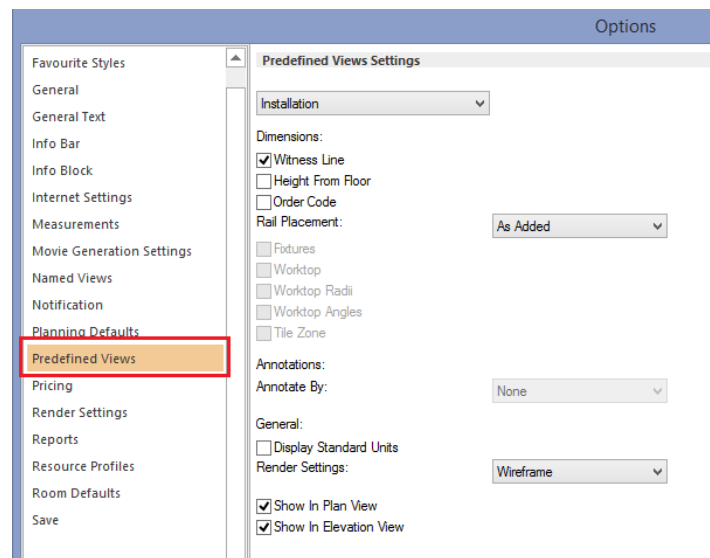 Options
Favourite Styles
General
General Text
Info Bar
Info Block
Internet Settings
Measurements
Movie Generation Settings
Named Views
Notification
Planning Defaults
Predefined Views
Pricing
Render Settings
Reports
Resource Profiles
Room Defaults
Save
Predefined Views Settings
Installation
Dimensions:
Witness Line
Height From Floor
Order Code
Rail Placement: As Added
Fixtures
Worktop
Worktop Radii
Worktop Angles
Tile Zone
Annotations:
Annotate By: None
General:
Display Standard Units
Render Settings: Wireframe
Show In Plan View
Show In Elevation View